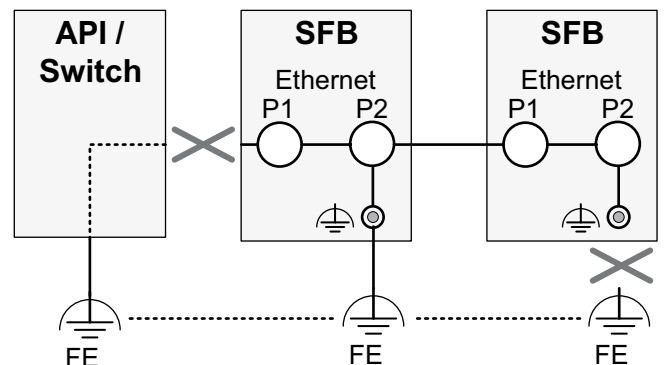 API /
Switch
SFB
Ethernet
P1 P2
SFB
Ethernet
P1 P2
FE
FE
FE